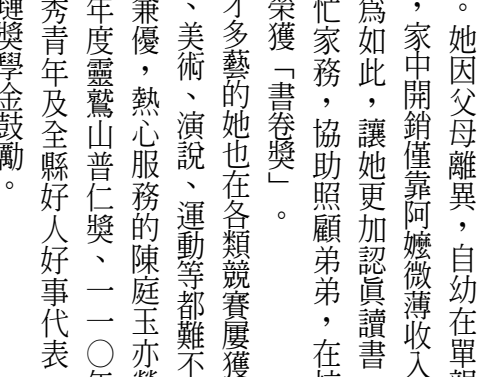 。她因父母離異，自幼在單親
，家中開銷僅靠阿嬤微薄收入
為如此，讓她更加認真讀書
忙家務，協助照顧弟弟，在
榮獲「書卷獎」。
才多藝的她也在各類競賽屢獲
、美術、演說、運動等都難不
兼優，熱心服務的陳庭玉亦
年度靈鷲山普仁獎、一一〇年
秀青年及全縣好人好事代表
璉獎學金鼓勵。